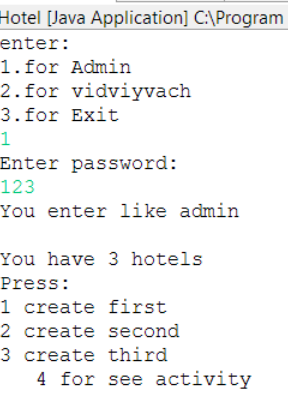 Hotel [Java Application] C:\Program
enter:
1.for Admin
2.for vidviyvach
3.for Exit
1
Enter password:
123
You enter like admin
You have 3 hotels
Press:
1 create first
2 create second
3 create third
4 for see activity